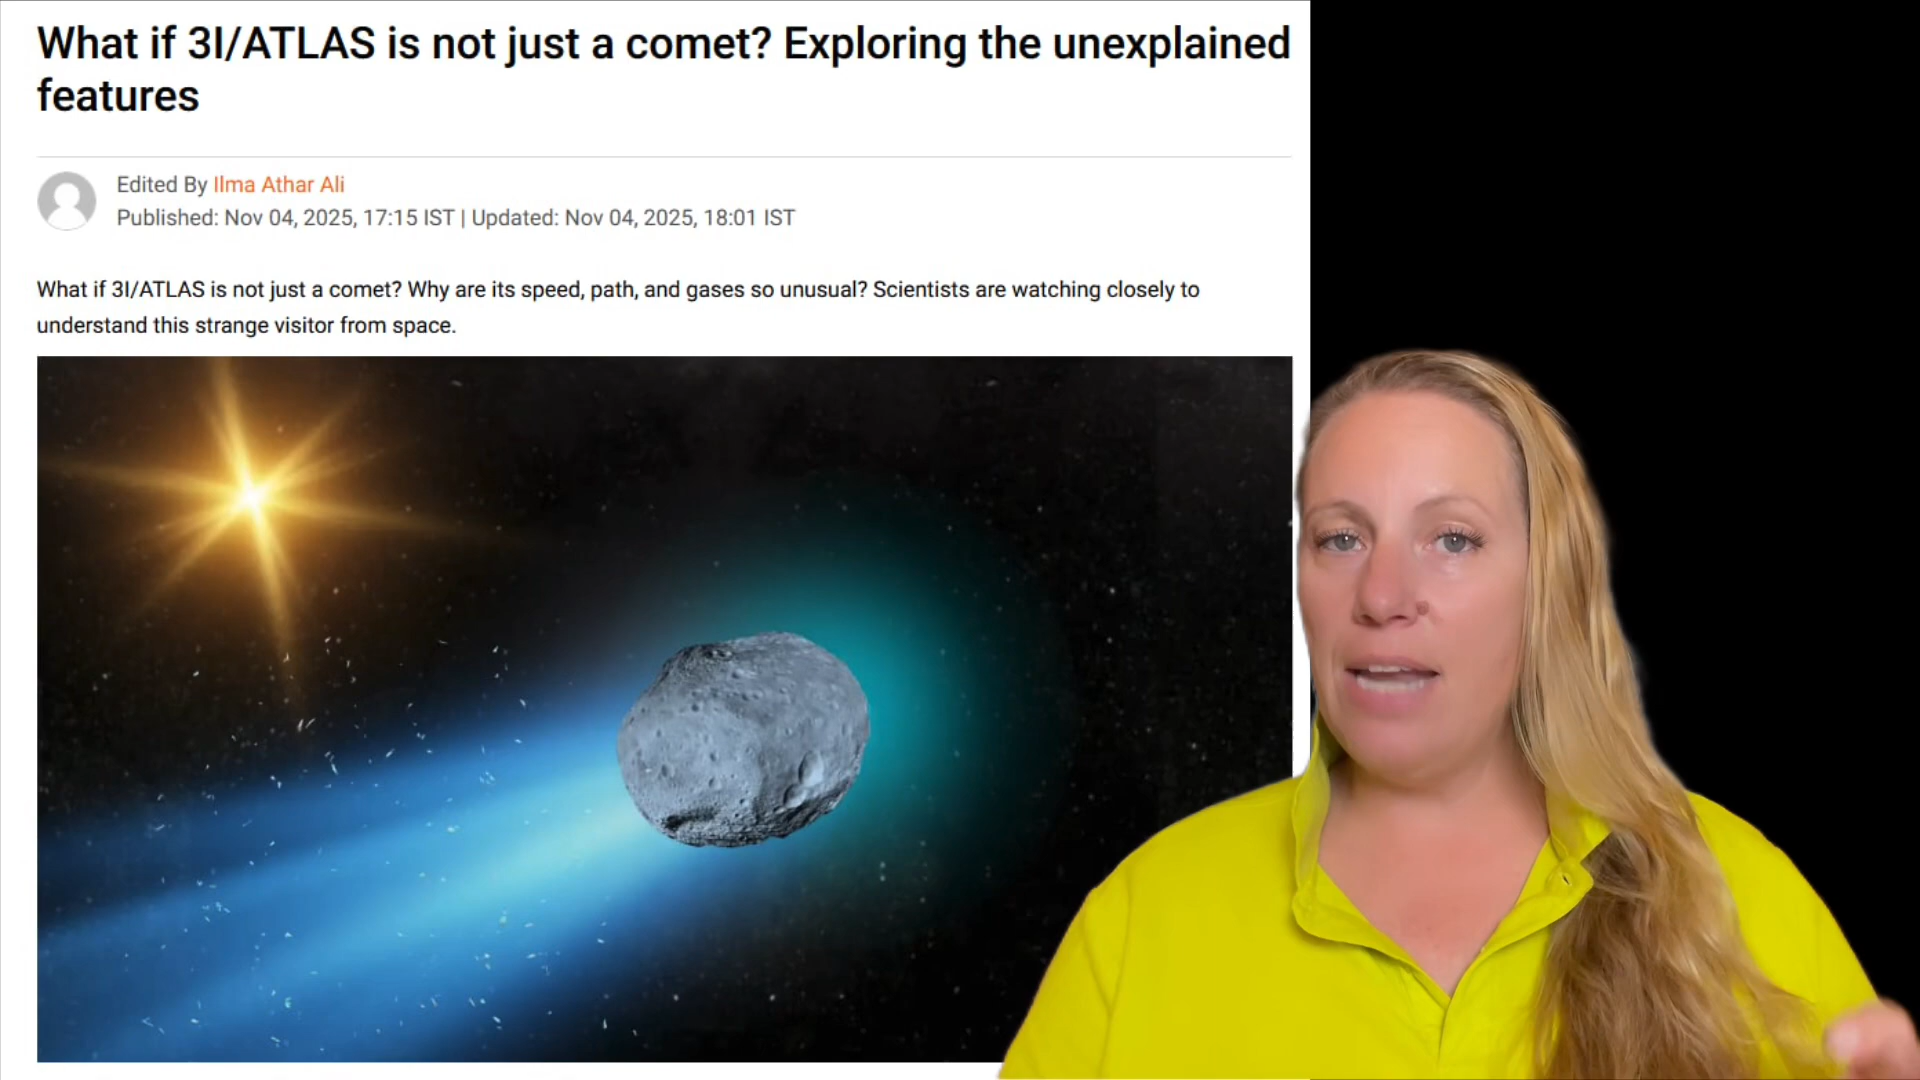 What if 3I/ATLAS is not just a comet? Exploring the unexplained
features
Edited By Ilma Athar Ali
Published: Nov 04, 2025, 17:15 IST | Updated: Nov 04, 2025, 18:01 IST
What if 3I/ATLAS is not just a comet? Why are its speed, path, and gases so unusual? Scientists are watching closely to
understand this strange visitor from space.